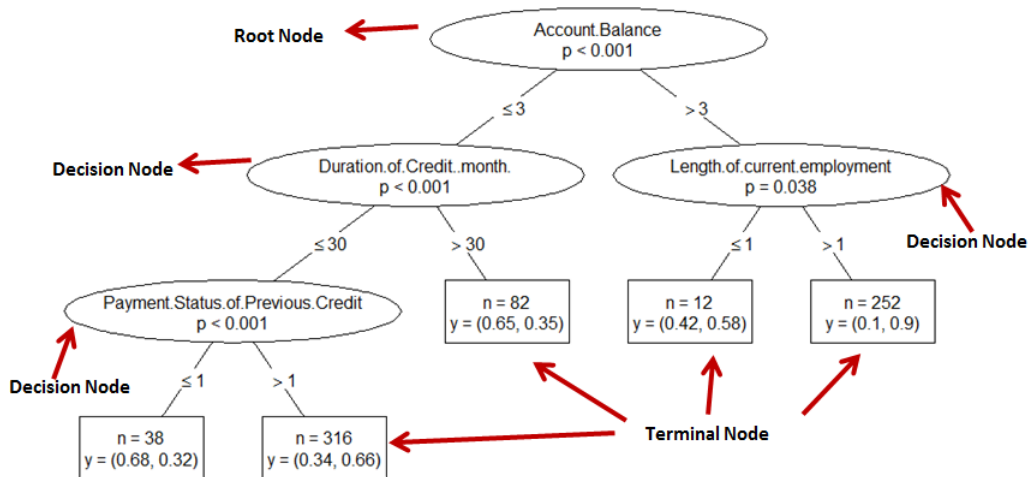 Root Node
Account.Balance
p < 0.001
≤ 3
> 3
Decision Node
Duration.of.Credit..month.
p < 0.001
Length.of.current.employment
p = 0.038
Decision Node
≤ 30
> 30
≤ 1
> 1
Payment.Status.of.Previous.Credit
p < 0.001
n = 82
y = (0.65, 0.35)
n = 12
y = (0.42, 0.58)
n = 252
y = (0.1, 0.9)
Decision Node
≤ 1
> 1
n = 38
y = (0.68, 0.32)
n = 316
y = (0.34, 0.66)
Terminal Node